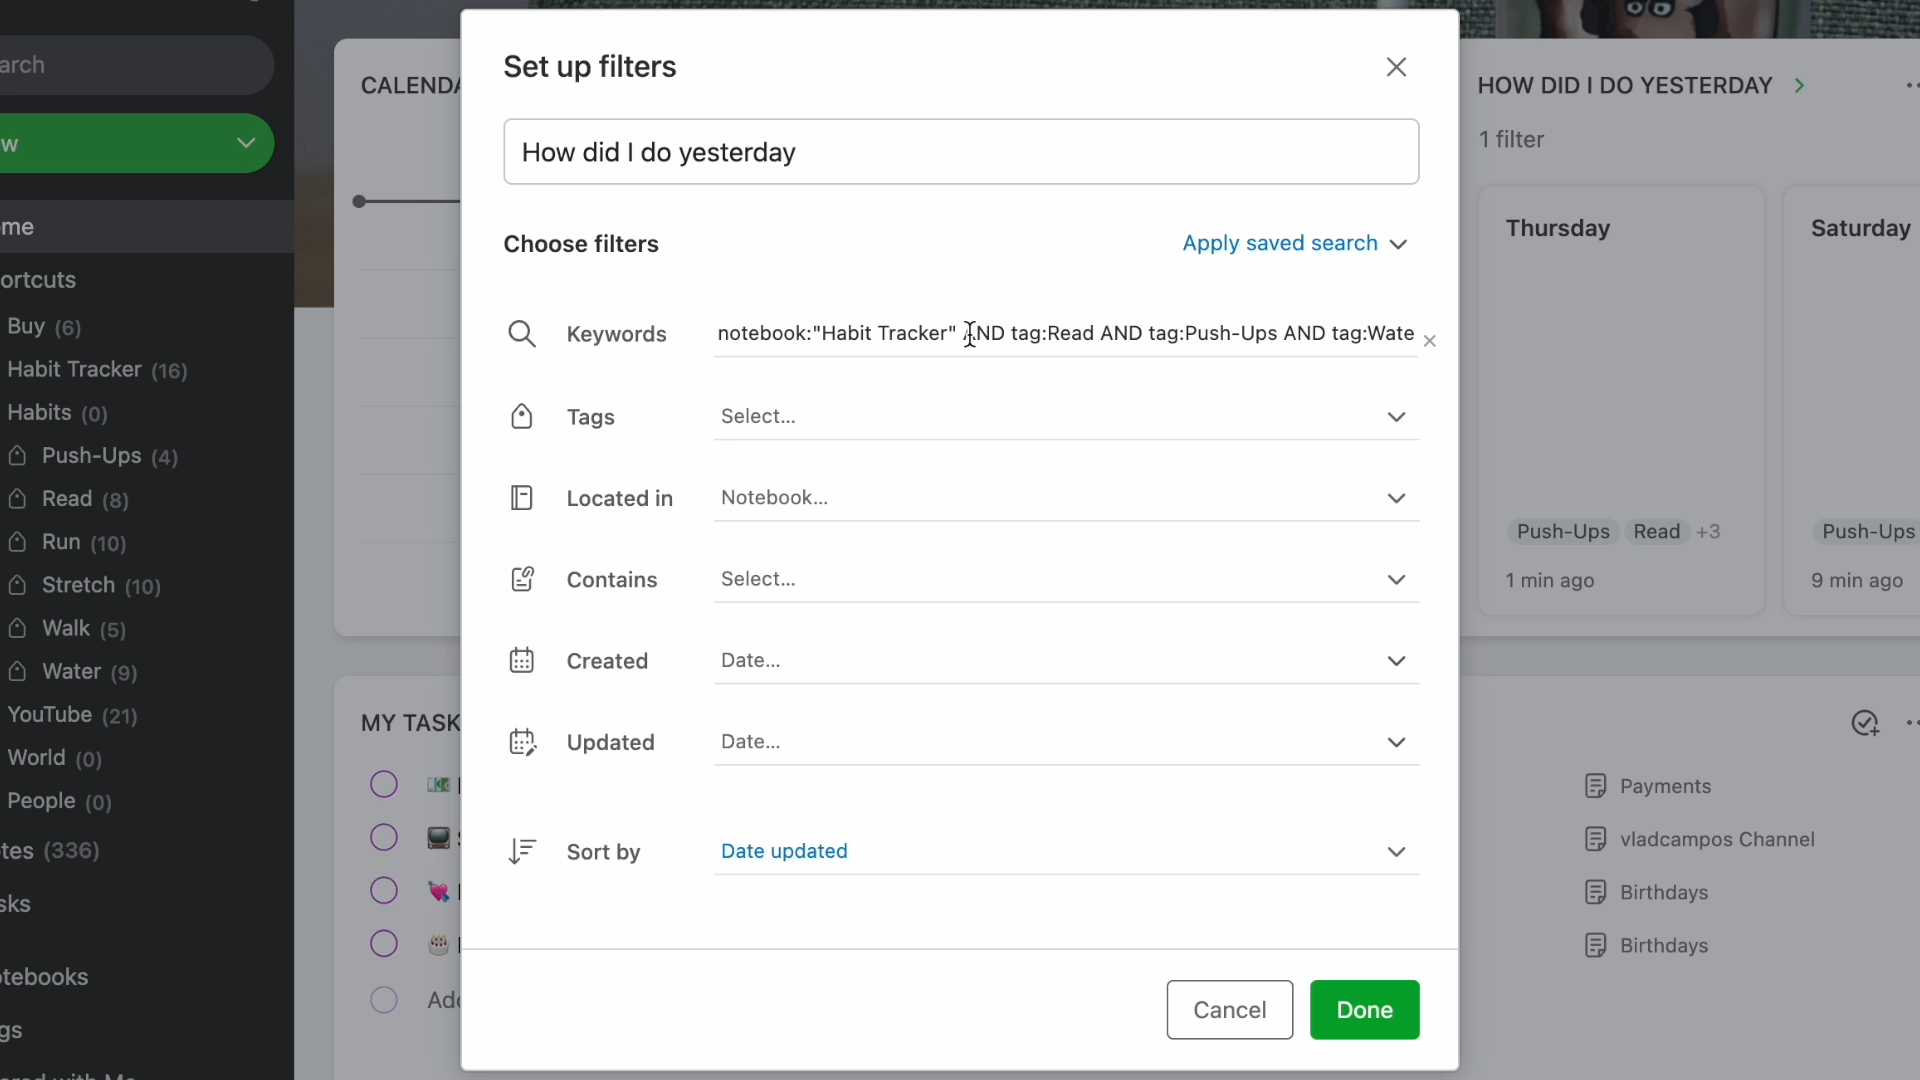 Set up filters
How did I do yesterday
Choose filters
Apply saved search
Keywords
notebook:"Habit Tracker" AND tag:Read AND tag:Push-Ups AND tag:Wate
Tags
Select...
Located in
Notebook...
Contains
Select...
Created
Date...
Updated
Date...
Sort by
Date updated
Cancel
Done
arch
w
me
ortcuts
Buy (6)
Habit Tracker (16)
Habits (0)
Push-Ups (4)
Read (8)
Run (10)
Stretch (10)
Walk (5)
Water (9)
YouTube (21)
World (0)
People (0)
tes (336)
sks
tebooks
gs
CALENDA
MY TASK
Add
HOW DID I DO YESTERDAY
1 filter
Thursday
Push-Ups Read +3
1 min ago
Saturday
Push-Ups
9 min ago
Payments
vladcampos Channel
Birthdays
Birthdays